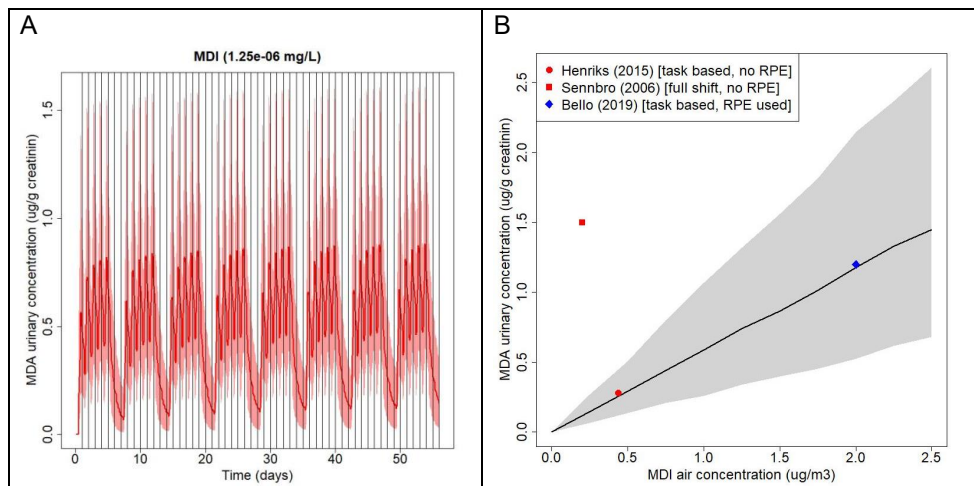 A
MDI (1.25e-06 mg/L)
MDA urinary concentration (ug/g creatinin)
1.5
1.0
0.5
0.0
0 10 20 30 40 50
Time (days)
B
Henriks (2015) [task based, no RPE]
Sennbro (2006) [full shift, no RPE]
Bello (2019) [task based, RPE used]
MDA urinary concentration (ug/g creatinin)
2.5
2.0
1.5
1.0
0.5
0.0
0.0 0.5 1.0 1.5 2.0 2.5
MDI air concentration (ug/m3)